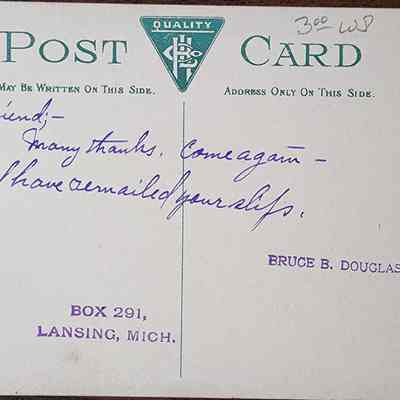 3.00 WP
QUALITY
POST CARD
MAY BE WRITTEN ON THIS SIDE.
ADDRESS ONLY ON THIS SIDE.
iend;-
Many thanks. Come again -
I have remailed your slips.
BRUCE B. DOUGLAS
BOX 291,
LANSING, MICH.